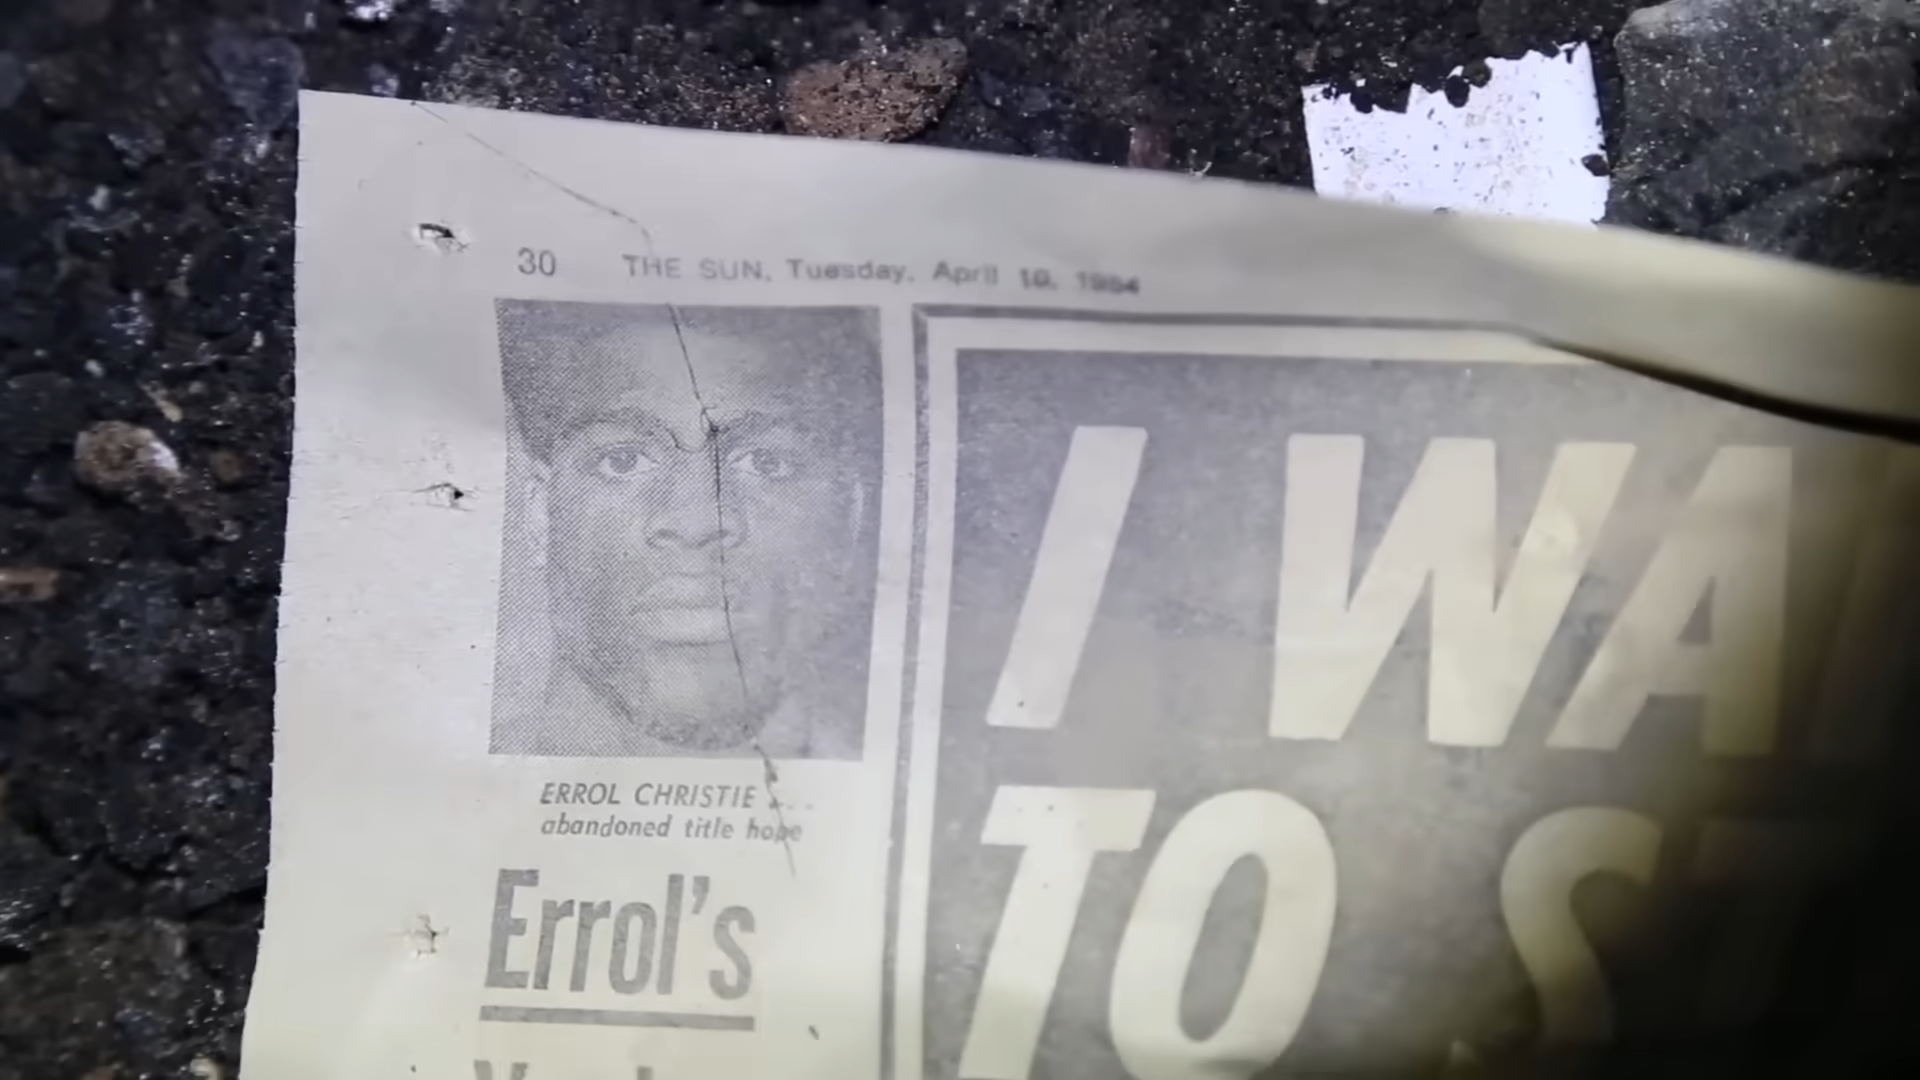 30 THE SUN, Tuesday, April 10, 1984
ERROL CHRISTIE . . .
abandoned title hope
Errol's
I WA
TO S